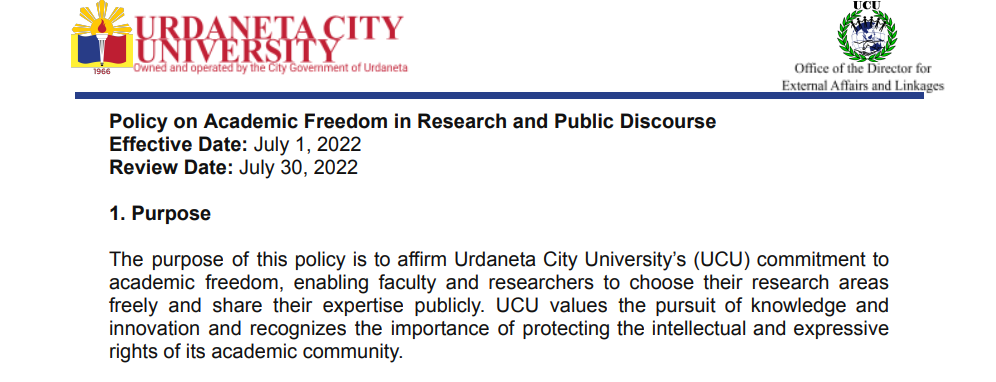 URDANETA CITY
UNIVERSITY
Owned and operated by the City Government of Urdaneta
1966
UCU
Office of the Director for
External Affairs and Linkages
Policy on Academic Freedom in Research and Public Discourse
Effective Date: July 1, 2022
Review Date: July 30, 2022
1. Purpose
The purpose of this policy is to affirm Urdaneta City University’s (UCU) commitment to
academic freedom, enabling faculty and researchers to choose their research areas
freely and share their expertise publicly. UCU values the pursuit of knowledge and
innovation and recognizes the importance of protecting the intellectual and expressive
rights of its academic community.